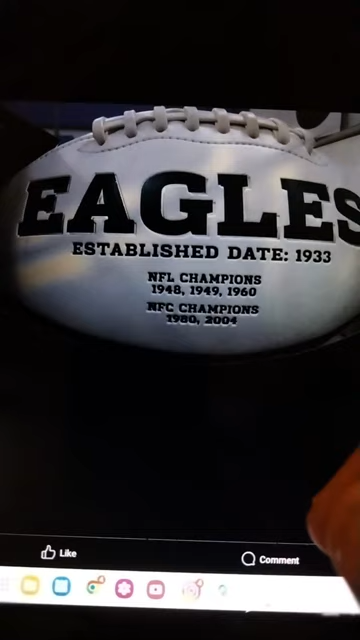 EAGLES
ESTABLISHED DATE: 1933
NFL CHAMPIONS
1948, 1949, 1960
NFC CHAMPIONS
1980, 2004
Like
Comment